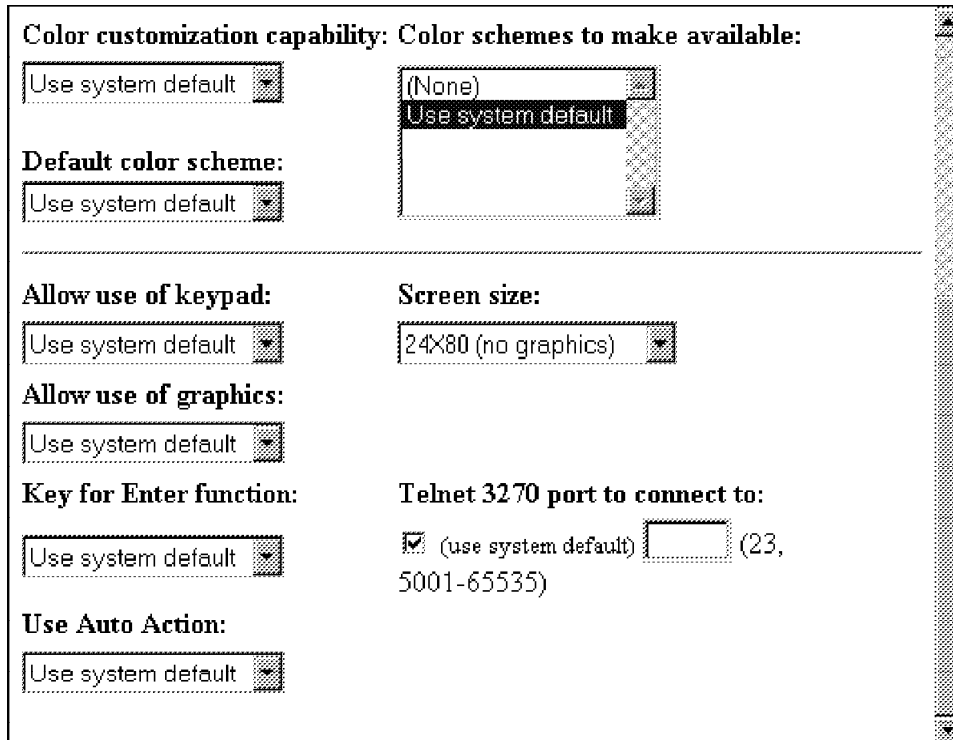 Color customization capability: Color schemes to make available:
Use system default
(None)
Use system default
Default color scheme:
Use system default
Allow use of keypad: Screen size:
Use system default 24X80 (no graphics)
Allow use of graphics:
Use system default
Key for Enter function: Telnet 3270 port to connect to:
Use system default (use system default) (23,
5001-65535)
Use Auto Action:
Use system default